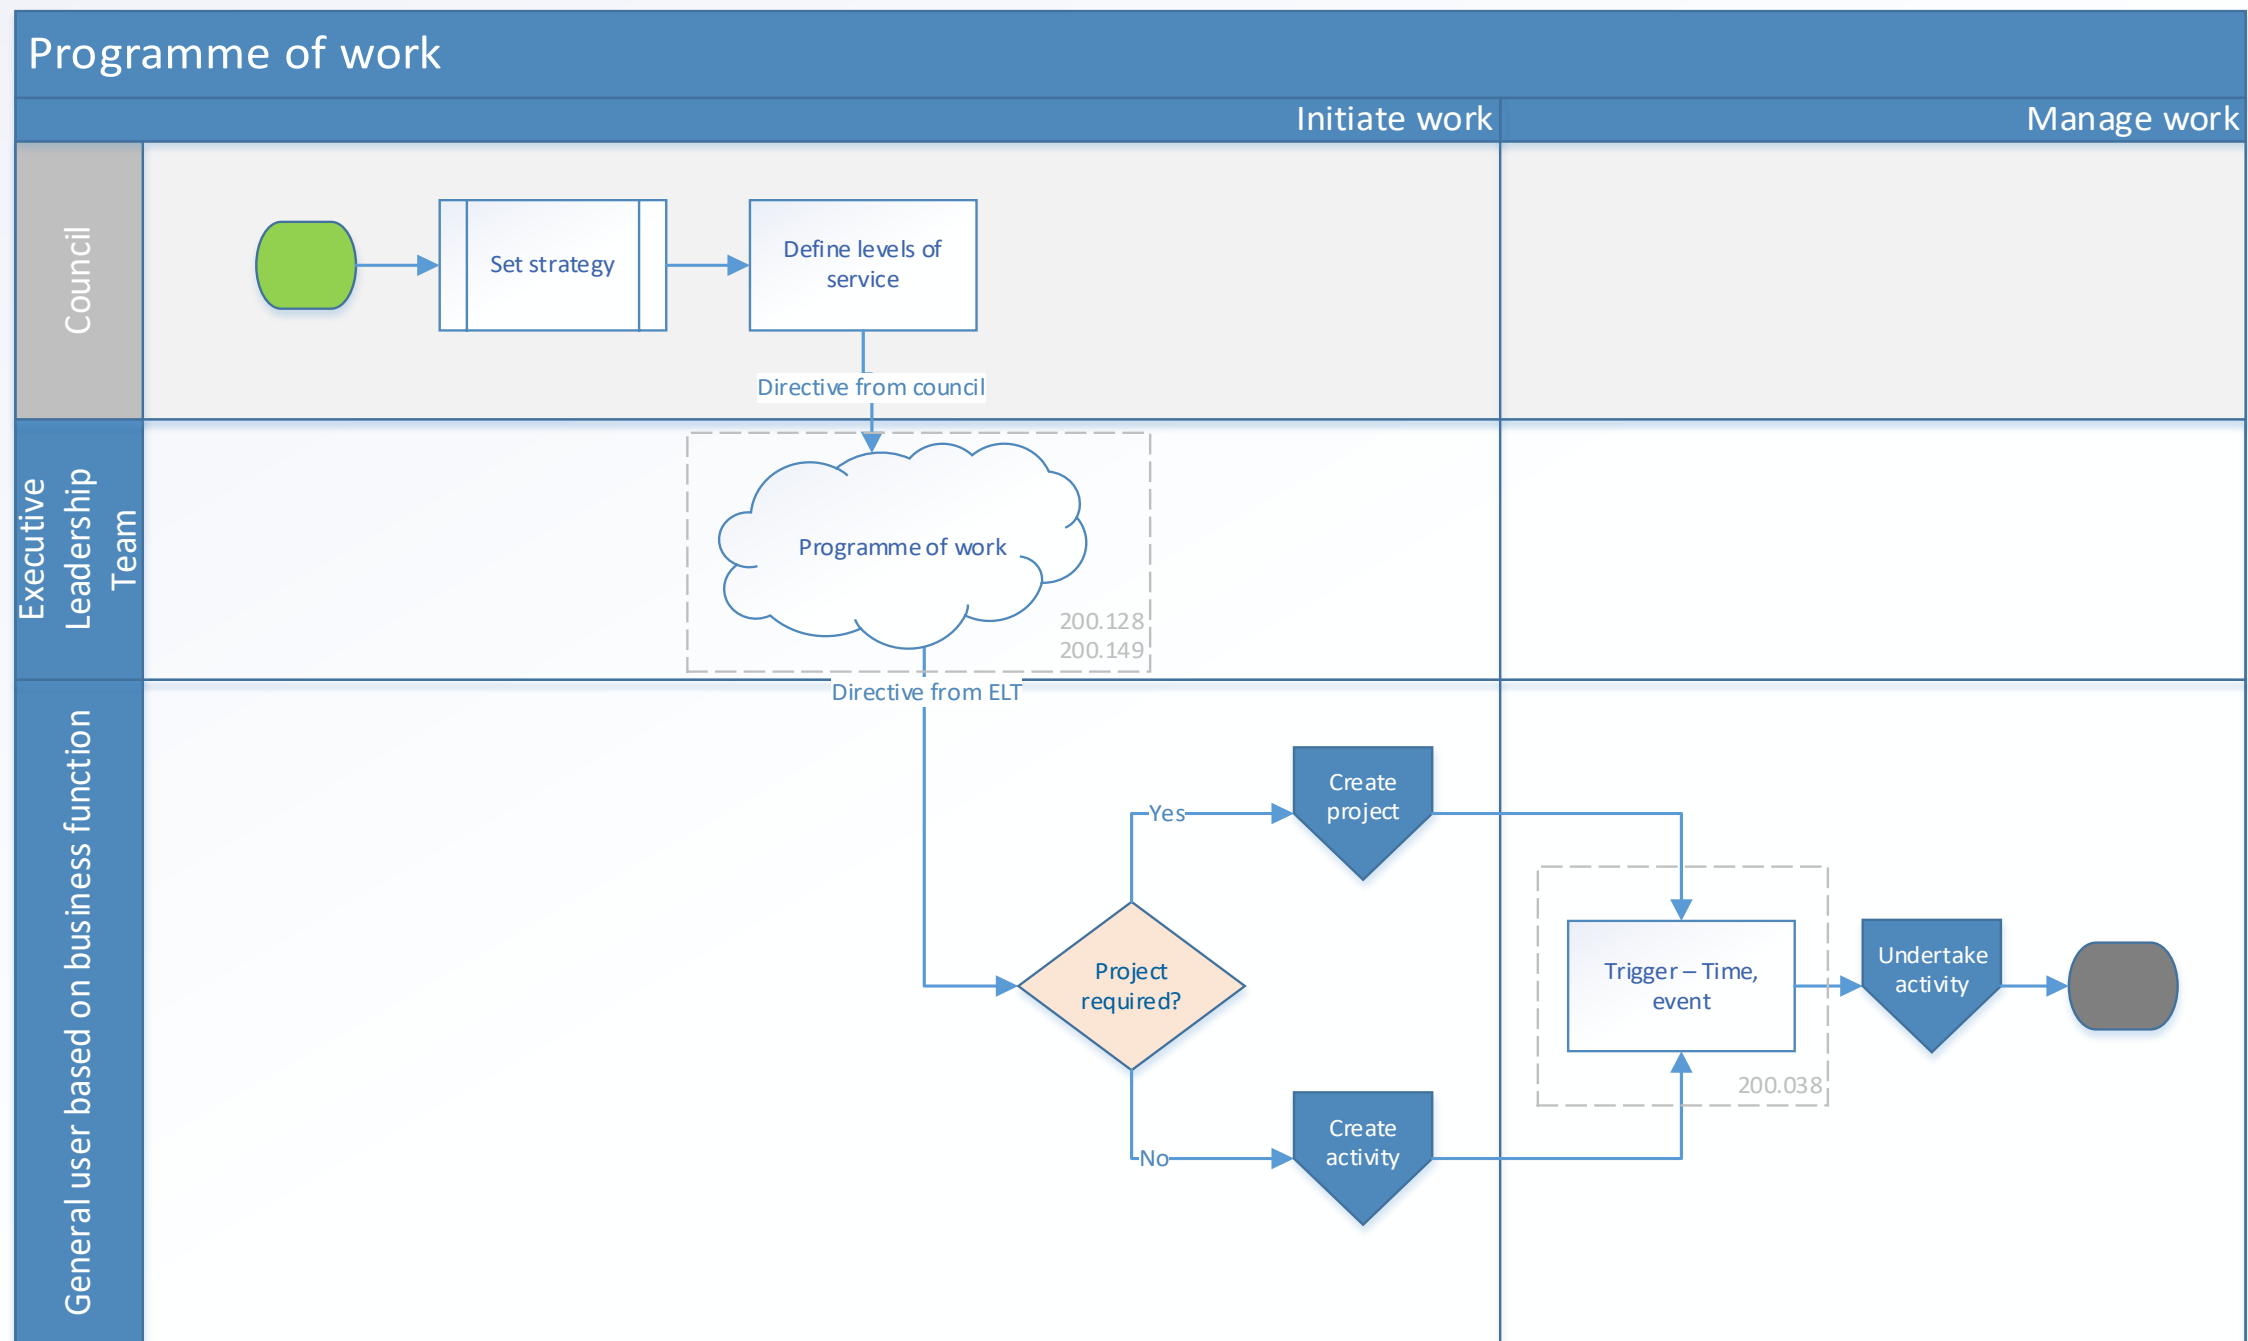 Programme of work
Initiate work
Manage work
Council
Set strategy
Define levels of
service
Directive from council
Executive
Leadership
Team
Programme of work
200.128
200.149
Directive from ELT
General user based on business function
Create
project
Yes
Project
required?
Trigger – Time,
event
Undertake
activity
200.038
Create
activity
No